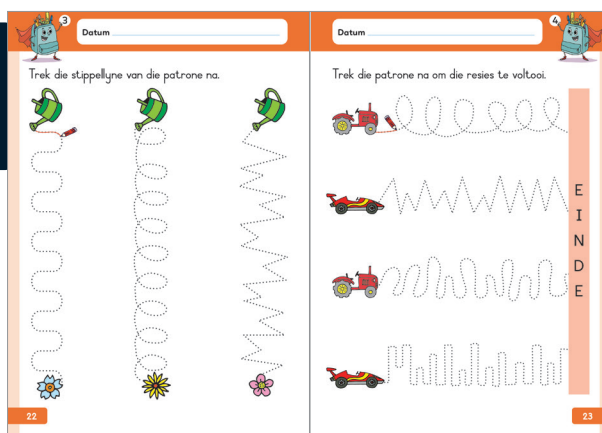 3
Datum
Trek die stippellyne van die patrone na.
22
4
Datum
Trek die patrone na om die resies te voltooi.
E
I
N
D
E
23